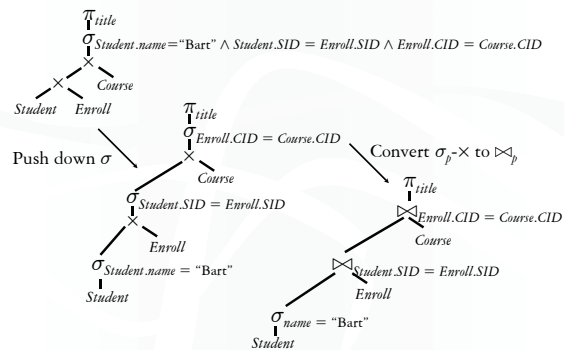 π title
σ Student.name="Bart" ∧ Student.SID = Enroll.SID ∧ Enroll.CID = Course.CID
×
× Course
Student Enroll
Push down σ
π title
σ Enroll.CID = Course.CID
×
Course
σ Student.SID = Enroll.SID
×
Enroll
σ Student.name = "Bart"
Student
Convert σp-× to ⋈p
π title
⋈ Enroll.CID = Course.CID
Course
⋈ Student.SID = Enroll.SID
Enroll
σ name = "Bart"
Student